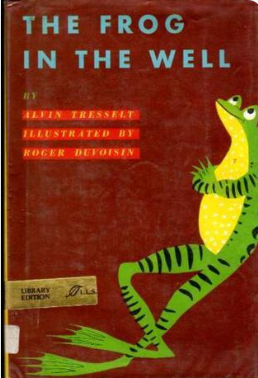 THE FROG
IN THE WELL
BY
ALVIN TRESSELT
ILLUSTRATED BY
ROGER DUVOISIN
LIBRARY
EDITION
L.L.S.